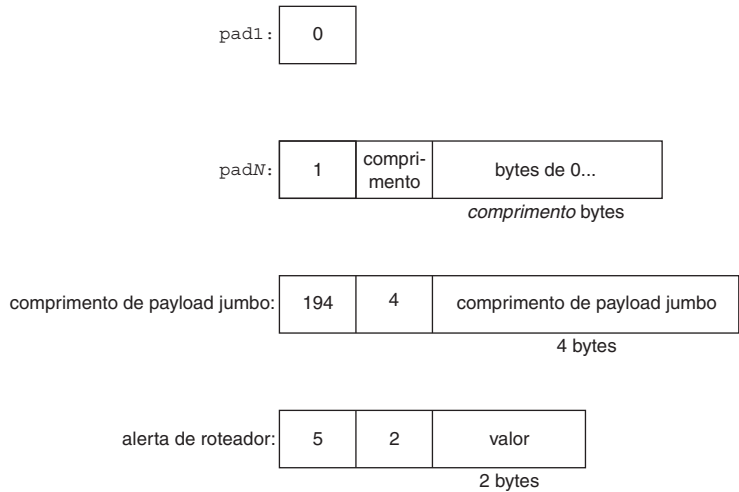 pad1: 0
padN: 1 compri-
mento bytes de 0...
comprimento bytes
comprimento de payload jumbo: 194 4 comprimento de payload jumbo
4 bytes
alerta de roteador: 5 2 valor
2 bytes